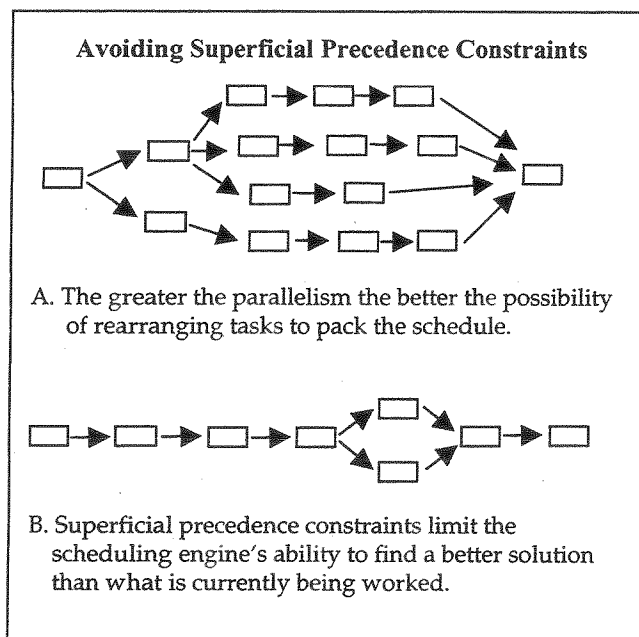 Avoiding Superficial Precedence Constraints
A. The greater the parallelism the better the possibility
of rearranging tasks to pack the schedule.
B. Superficial precedence constraints limit the
scheduling engine's ability to find a better solution
than what is currently being worked.